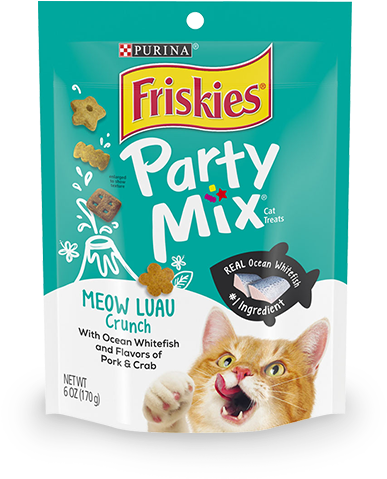 PURINA
Friskies®
Party
Mix®
Cat
Treats
enlarged
to show
texture
REAL Ocean Whitefish
#1 Ingredient
MEOW LUAU
Crunch
With Ocean Whitefish
and Flavors of
Pork & Crab
NET WT
6 OZ (170g)